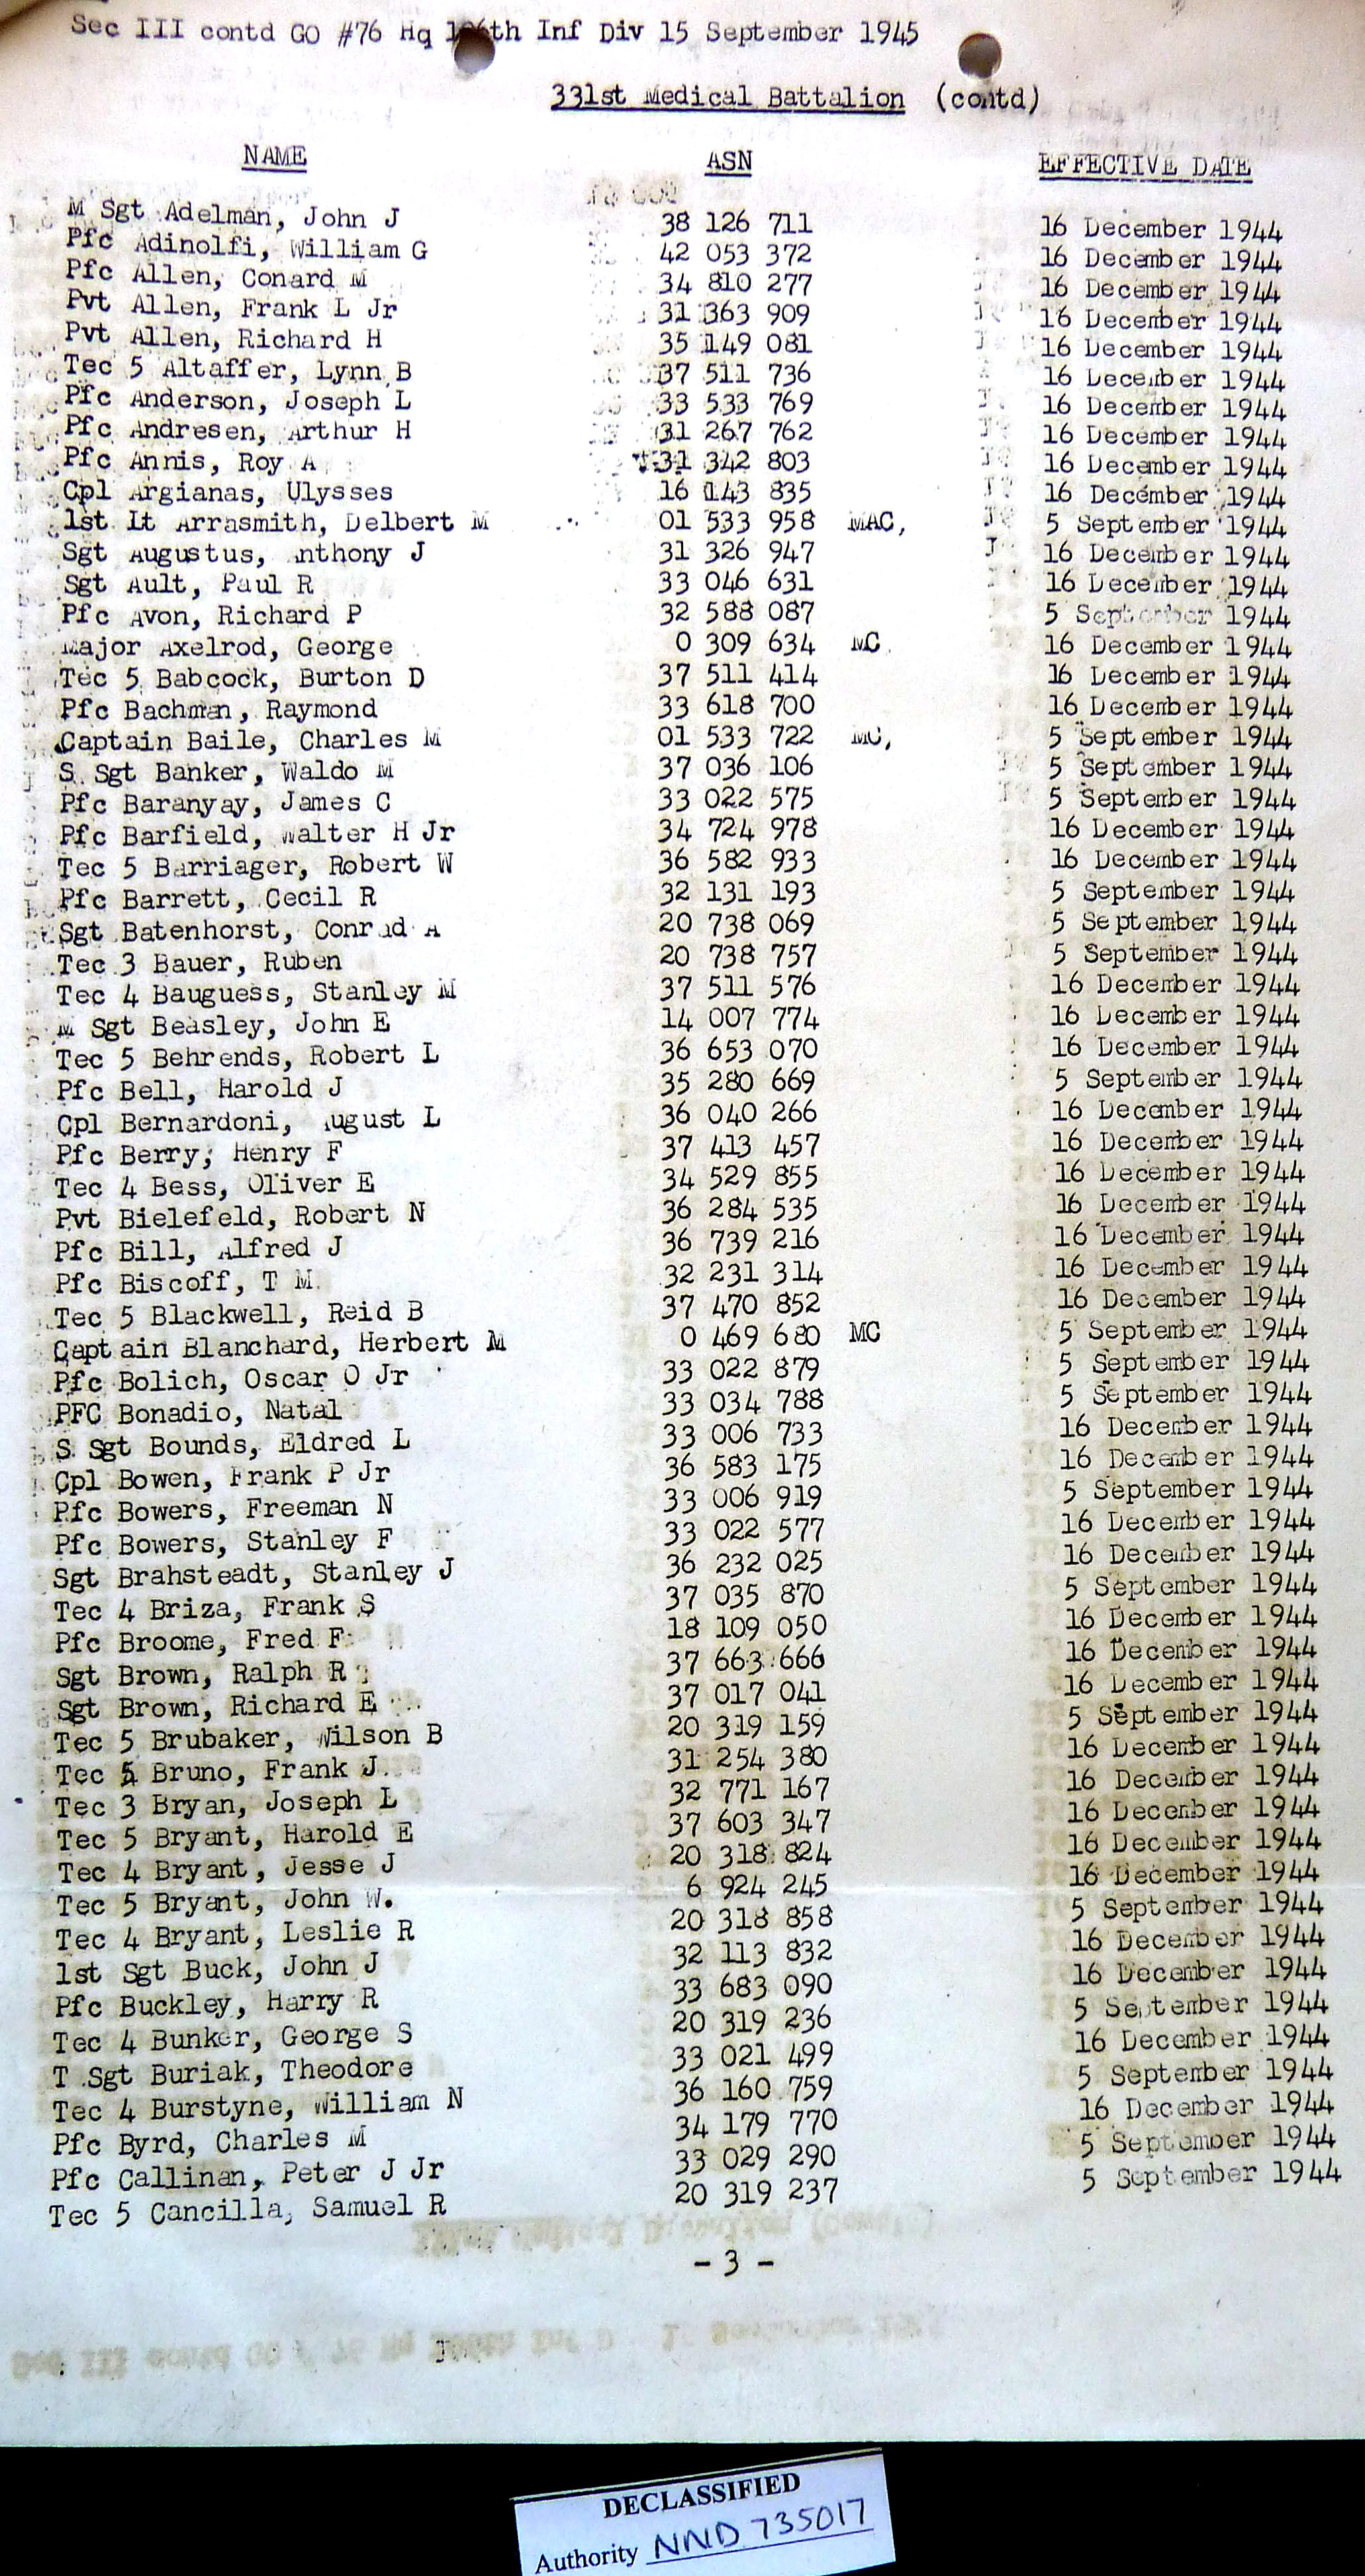 Sec III contd GO #76 Hq 106th Inf Div 15 September 1945
331st Medical Battalion (contd)
NAME ASN EFFECTIVE DATE
M Sgt Adelman, John J 38 126 711 16 December 1944
Pfc Adinolfi, William G 42 053 372 16 December 1944
Pfc Allen, Conard M 34 810 277 16 December 1944
Pvt Allen, Frank L Jr 31 363 909 16 December 1944
Pvt Allen, Richard H 35 149 081 16 December 1944
Tec 5 Altaffer, Lynn B 37 511 736 16 December 1944
Pfc Anderson, Joseph L 33 533 769 16 December 1944
Pfc Andresen, Arthur H 31 267 762 16 December 1944
Pfc Annis, Roy A 31 342 803 16 December 1944
Cpl Argianas, Ulysses 16 143 835 16 December 1944
1st Lt Arrasmith, Delbert M 01 533 958 MAC, 5 September 1944
Sgt Augustus, Anthony J 31 326 947 16 December 1944
Sgt Ault, Paul R 33 046 631 16 December 1944
Pfc Avon, Richard P 32 588 087 5 September 1944
Major Axelrod, George 0 309 634 MC 16 December 1944
Tec 5 Babcock, Burton D 37 511 414 16 December 1944
Pfc Bachman, Raymond 33 618 700 16 December 1944
Captain Baile, Charles M 01 533 722 MC, 5 September 1944
S Sgt Banker, Waldo M 37 036 106 5 September 1944
Pfc Baranyay, James C 33 022 575 5 September 1944
Pfc Barfield, Walter H Jr 34 724 978 16 December 1944
Tec 5 Barriager, Robert W 36 582 933 16 December 1944
Pfc Barrett, Cecil R 32 131 193 5 September 1944
Sgt Batenhorst, Conrad A 20 738 069 5 September 1944
Tec 3 Bauer, Ruben 20 738 757 5 September 1944
Tec 4 Bauguess, Stanley M 37 511 576 16 December 1944
M Sgt Beasley, John E 14 007 774 16 December 1944
Tec 5 Behrends, Robert L 36 653 070 16 December 1944
Pfc Bell, Harold J 35 280 669 5 September 1944
Cpl Bernardoni, August L 36 040 266 16 December 1944
Pfc Berry, Henry F 37 413 457 16 December 1944
Tec 4 Bess, Oliver E 34 529 855 16 December 1944
Pvt Bielefeld, Robert N 36 284 535 16 December 1944
Pfc Bill, Alfred J 36 739 216 16 December 1944
Pfc Biscoff, T M 32 231 314 16 December 1944
Tec 5 Blackwell, Reid B 37 470 852 16 December 1944
Captain Blanchard, Herbert M 0 469 680 MC 5 September 1944
Pfc Bolich, Oscar O Jr 33 022 879 5 September 1944
PFC Bonadio, Natal 33 034 788 5 September 1944
S Sgt Bounds, Eldred L 33 006 733 16 December 1944
Cpl Bowen, Frank P Jr 36 583 175 16 December 1944
Pfc Bowers, Freeman N 33 006 919 5 September 1944
Pfc Bowers, Stanley F 33 022 577 16 December 1944
Sgt Brahsteadt, Stanley J 36 232 025 16 December 1944
Tec 4 Briza, Frank S 37 035 870 5 September 1944
Pfc Broome, Fred F 18 109 050 16 December 1944
Sgt Brown, Ralph R 37 663 666 16 December 1944
Sgt Brown, Richard E 37 017 041 16 December 1944
Tec 5 Brubaker, Wilson B 20 319 159 5 September 1944
Tec 5 Bruno, Frank J 31 254 380 16 December 1944
Tec 3 Bryan, Joseph L 32 771 167 16 December 1944
Tec 5 Bryant, Harold E 37 603 347 16 December 1944
Tec 4 Bryant, Jesse J 20 318 824 16 December 1944
Tec 5 Bryant, John W. 6 924 245 16 December 1944
Tec 4 Bryant, Leslie R 20 318 858 5 September 1944
1st Sgt Buck, John J 32 113 832 16 December 1944
Pfc Buckley, Harry R 33 683 090 16 December 1944
Tec 4 Bunker, George S 20 319 236 5 September 1944
T Sgt Buriak, Theodore 33 021 499 16 December 1944
Tec 4 Burstyne, William N 36 160 759 5 September 1944
Pfc Byrd, Charles M 34 179 770 16 December 1944
Pfc Callinan, Peter J Jr 33 029 290 5 September 1944
Tec 5 Cancilla, Samuel R 20 319 237 5 September 1944
- 3 -
DECLASSIFIED
Authority NND 735017